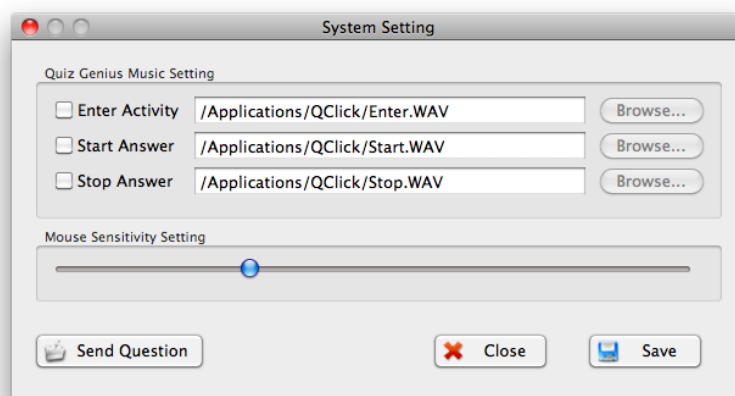 System Setting
Quiz Genius Music Setting
Enter Activity /Applications/QClick/Enter.WAV Browse...
Start Answer /Applications/QClick/Start.WAV Browse...
Stop Answer /Applications/QClick/Stop.WAV Browse...
Mouse Sensitivity Setting
Send Question Close Save